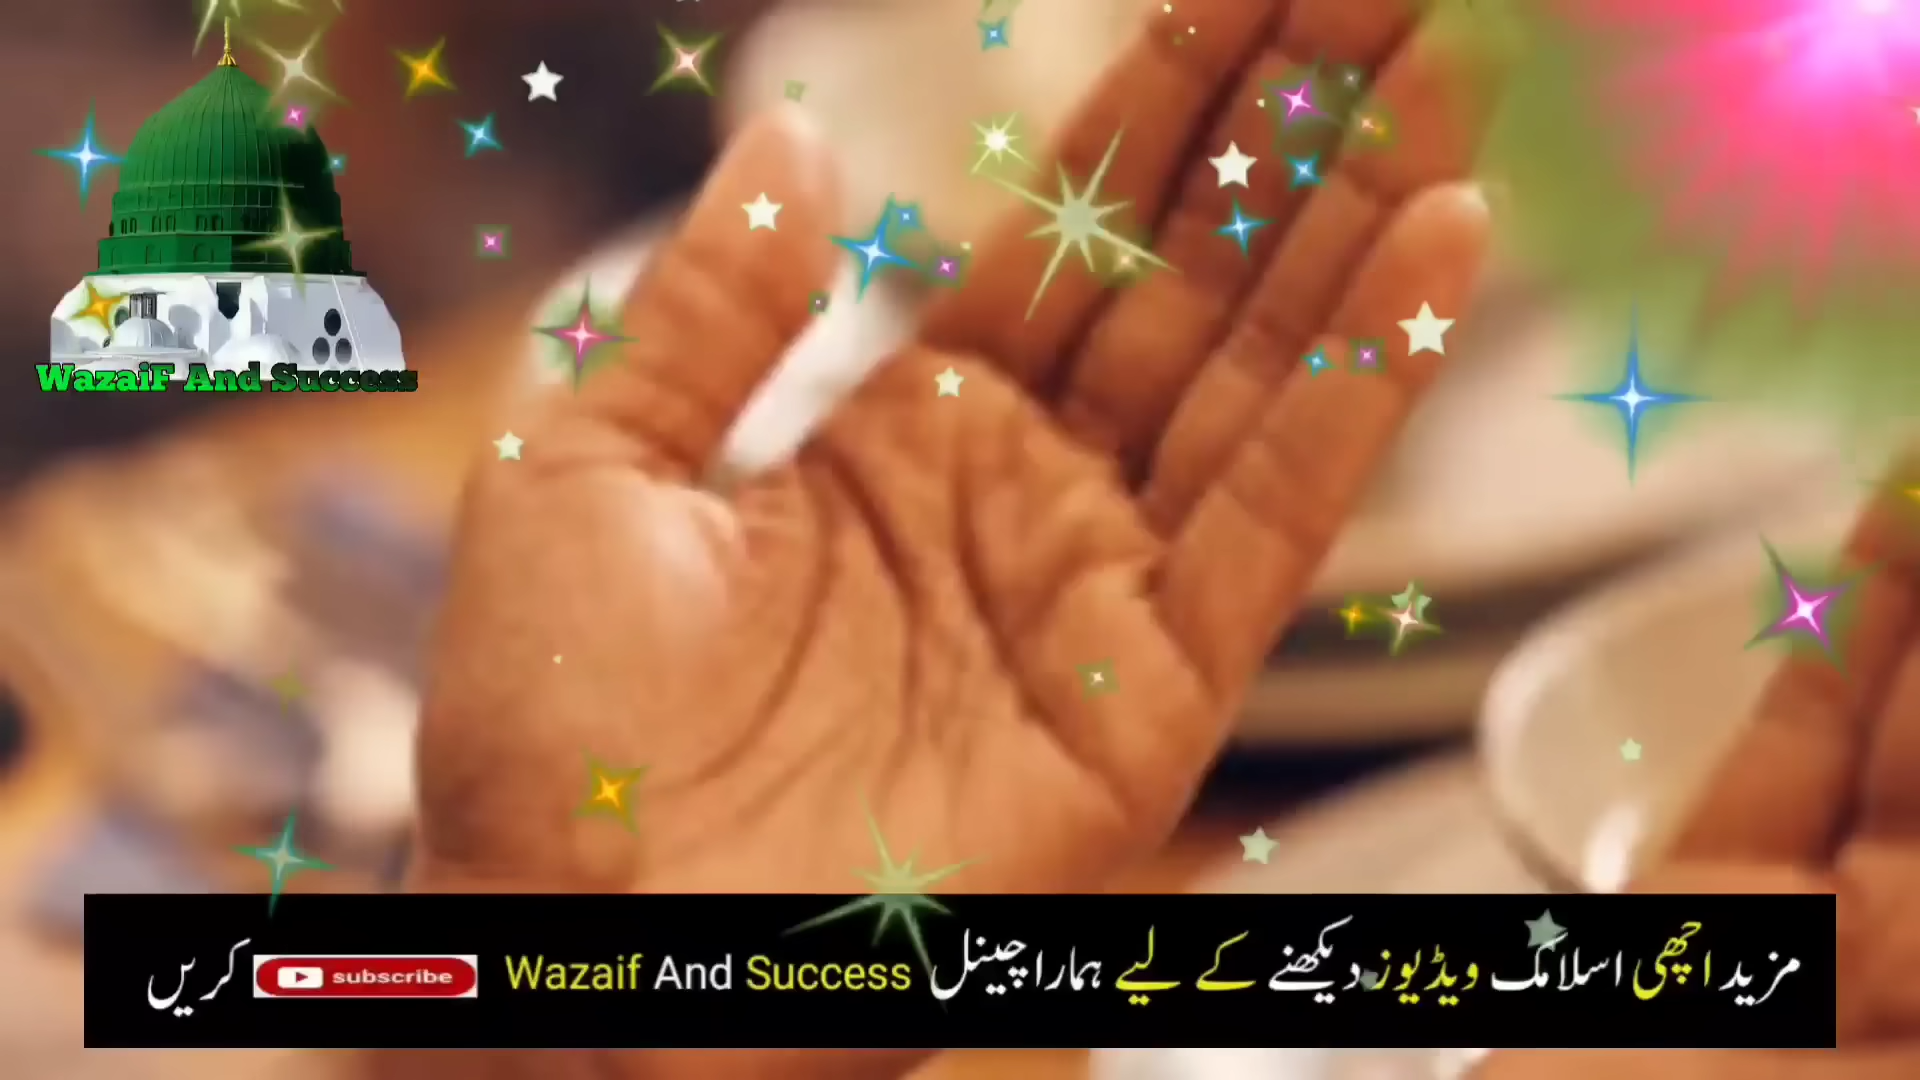 WazaiF And Success
مزید اچھی اسلامک ویڈیوز دیکھنے کے لیے ہمارا چینل Wazaif And Success subscribe کریں